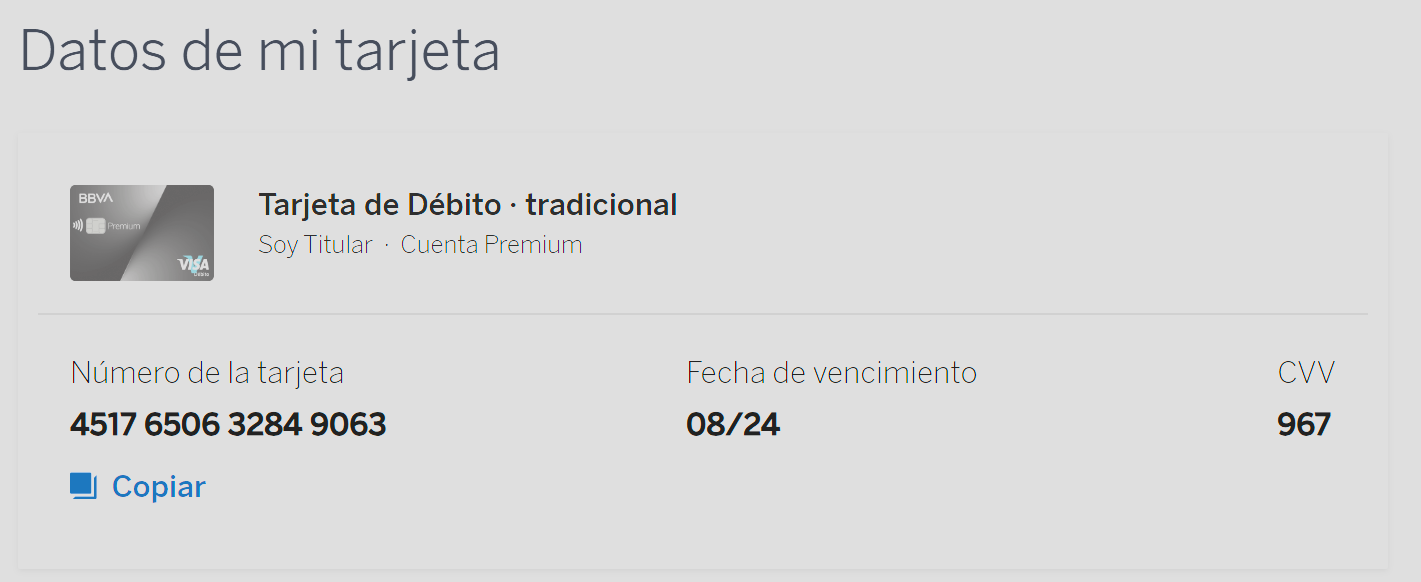 Datos de mi tarjeta
BBVA
Premium
VISA
Débito
Tarjeta de Débito · tradicional
Soy Titular · Cuenta Premium
Número de la tarjeta
Fecha de vencimiento
CVV
4517 6506 3284 9063
08/24
967
Copiar